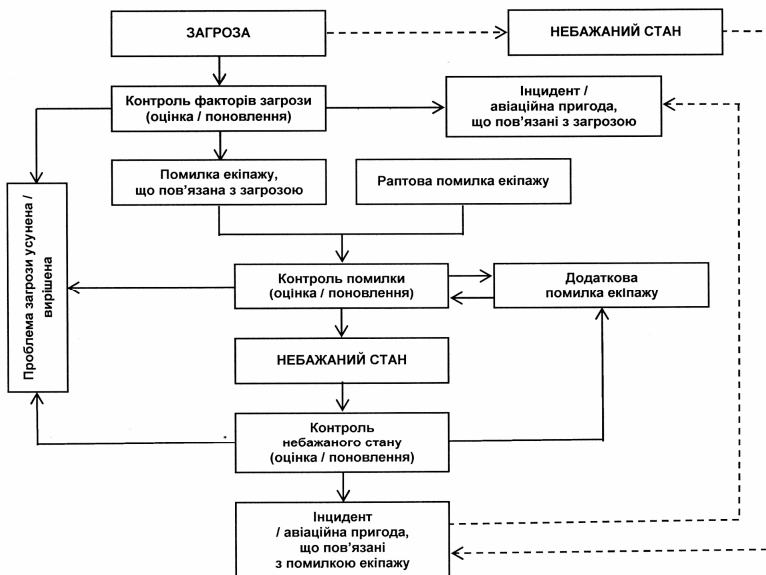 ЗАГРОЗА
НЕБАЖАНИЙ СТАН
Контроль факторів загрози
(оцінка / поновлення)
Інцидент /
авіаційна пригода,
що пов’язані з загрозою
Помилка екіпажу,
що пов’язана з загрозою
Раптова помилка екіпажу
Проблема загрози усунена /
вирішена
Контроль помилки
(оцінка / поновлення)
Додаткова
помилка екіпажу
НЕБАЖАНИЙ СТАН
Контроль
небажаного стану
(оцінка / поновлення)
Інцидент
/ авіаційна пригода,
що пов’язані
з помилкою екіпажу